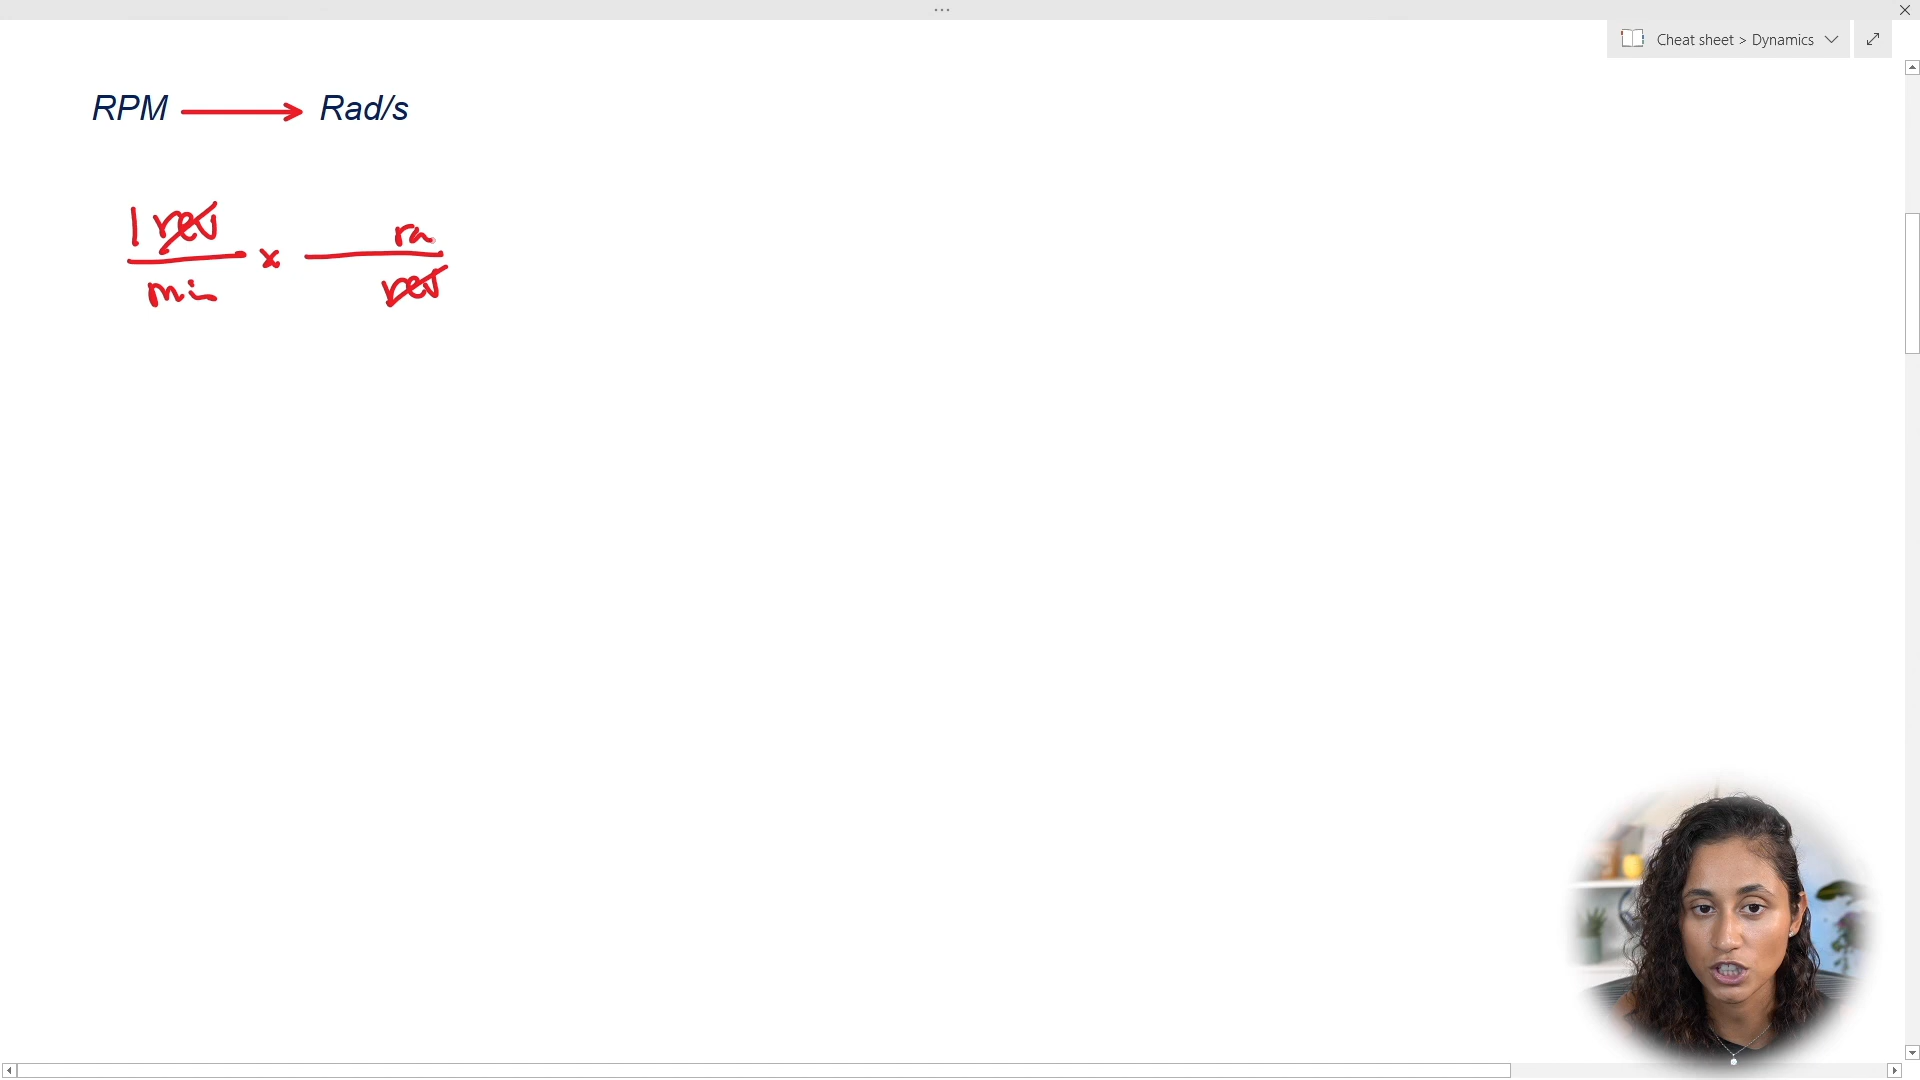 Cheat sheet > Dynamics
RPM → Rad/s
1 rev ra
× 
min rev